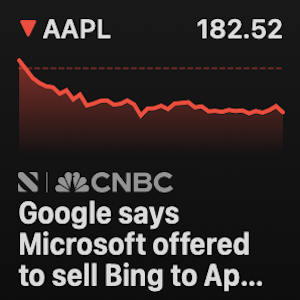 AAPL 182.52
CNBC
Google says
Microsoft offered
to sell Bing to Ap...